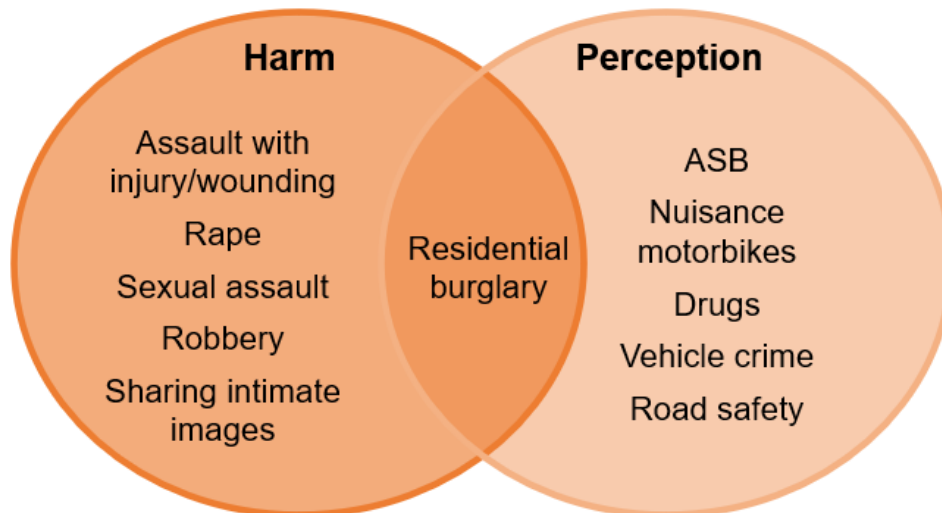 Harm
Assault with
injury/wounding
Rape
Sexual assault
Robbery
Sharing intimate
images
Residential
burglary
Perception
ASB
Nuisance
motorbikes
Drugs
Vehicle crime
Road safety